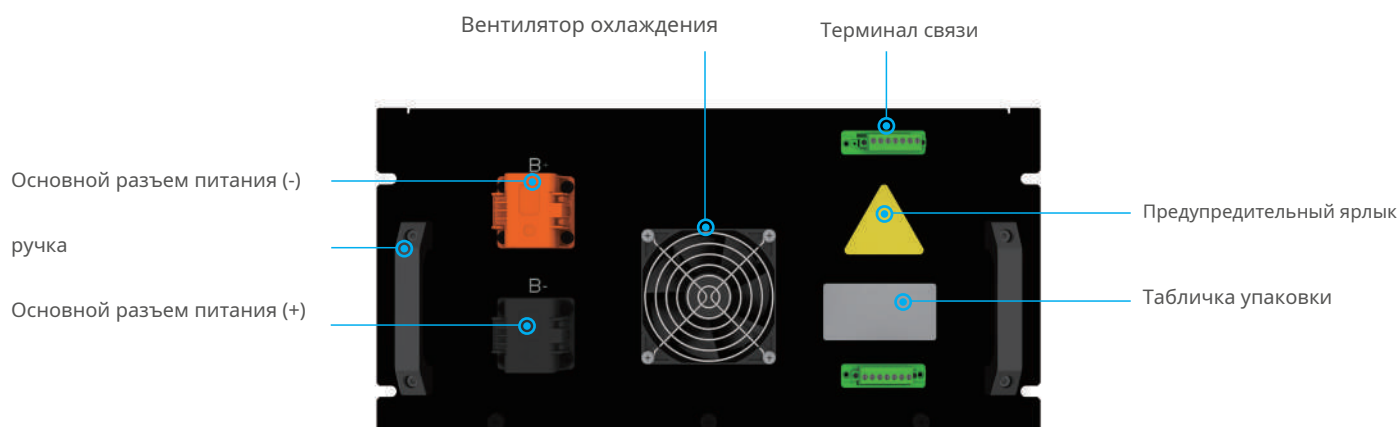 Вентилятор охлаждения
Терминал связи
B+
Основной разъем питания (-)
Предупредительный ярлык
ручка
B-
Основной разъем питания (+)
Табличка упаковки